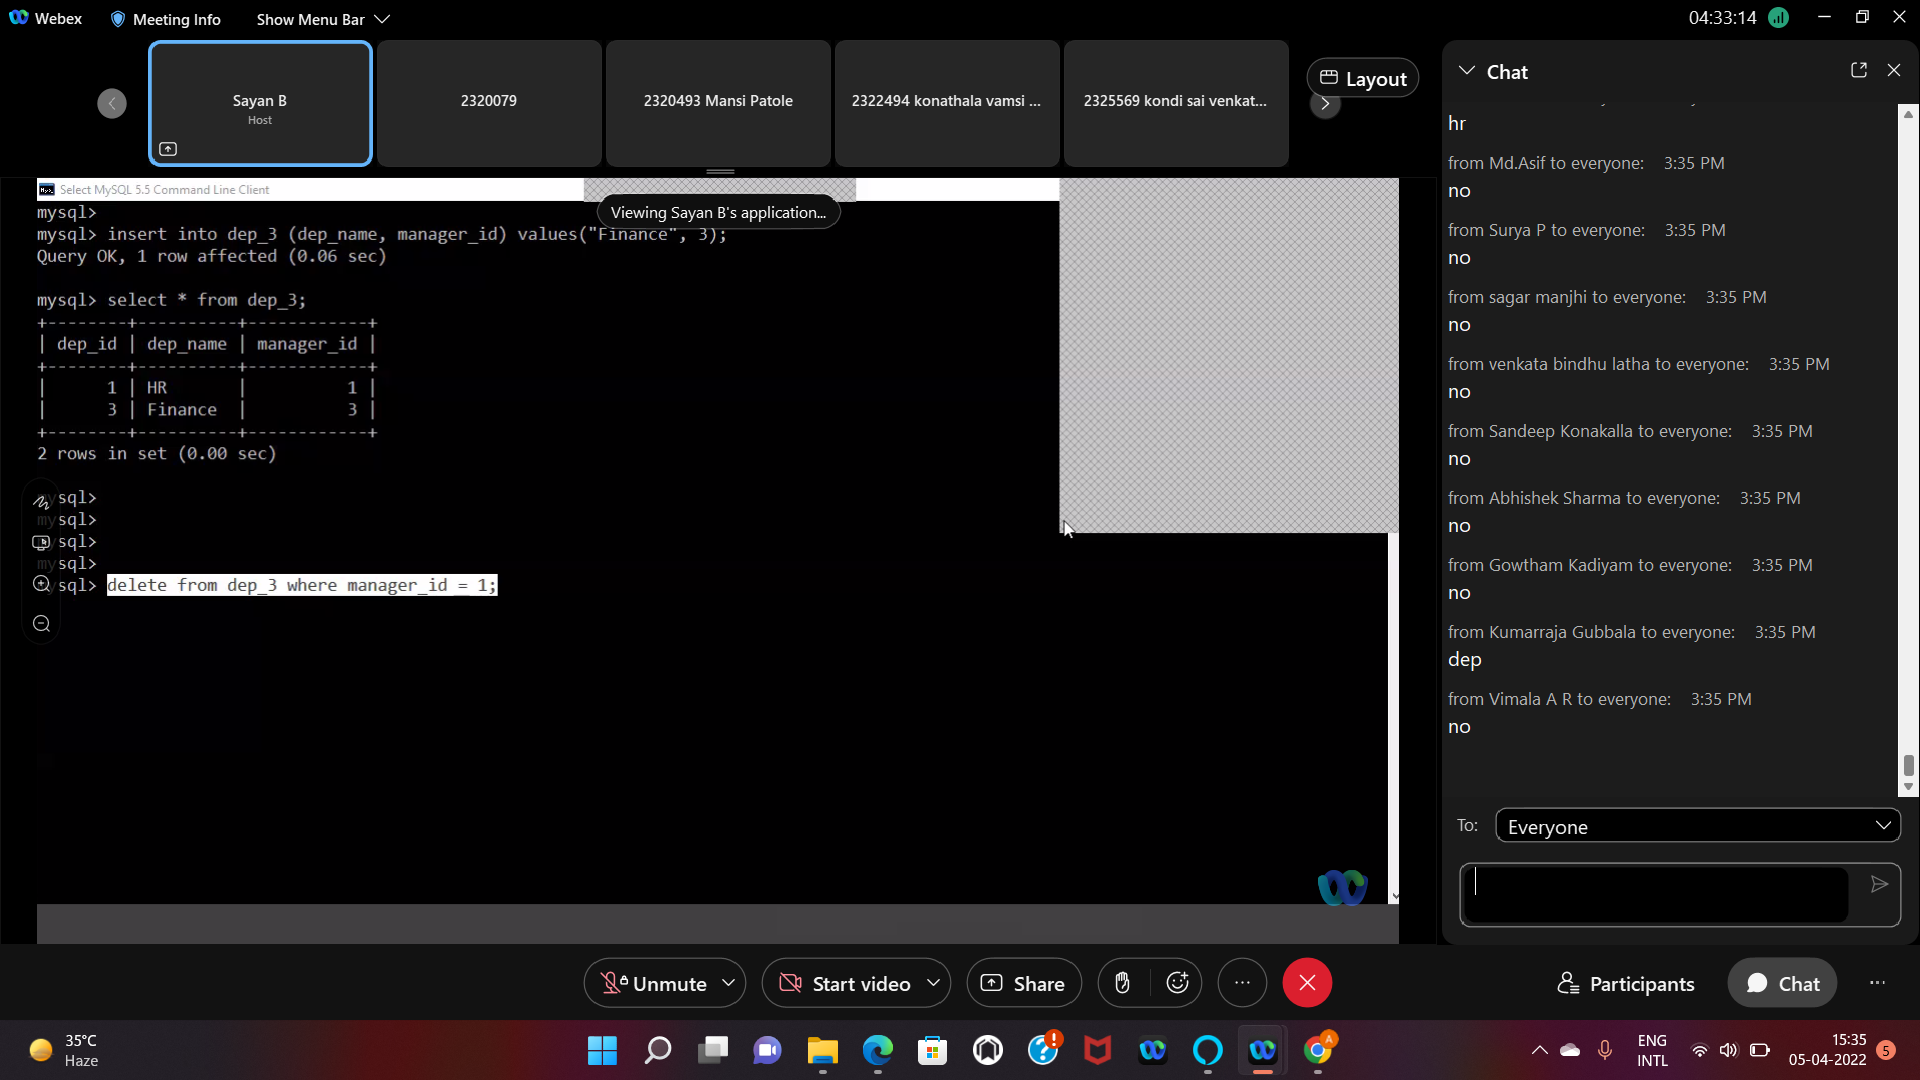 Webex
Meeting Info
Show Menu Bar
04:33:14
Sayan B
Host
2320079
2320493 Mansi Patole
2322494 konathala vamsi ...
2325569 kondi sai venkat...
Layout
Select MySQL 5.5 Command Line Client
Viewing Sayan B's application...
mysql>
mysql> insert into dep_3 (dep_name, manager_id) values("Finance", 3);
Query OK, 1 row affected (0.06 sec)
mysql> select * from dep_3;
+--------+----------+------------+
| dep_id | dep_name | manager_id |
+--------+----------+------------+
|      1 | HR       |          1 |
|      3 | Finance  |          3 |
+--------+----------+------------+
2 rows in set (0.00 sec)
mysql>
mysql>
mysql>
mysql>
mysql> delete from dep_3 where manager_id = 1;
Chat
hr
from Md.Asif to everyone: 3:35 PM
no
from Surya P to everyone: 3:35 PM
no
from sagar manjhi to everyone: 3:35 PM
no
from venkata bindhu latha to everyone: 3:35 PM
no
from Sandeep Konakalla to everyone: 3:35 PM
no
from Abhishek Sharma to everyone: 3:35 PM
no
from Gowtham Kadiyam to everyone: 3:35 PM
no
from Kumarraja Gubbala to everyone: 3:35 PM
dep
from Vimala A R to everyone: 3:35 PM
no
To: Everyone
Unmute
Start video
Share
Participants
Chat
35°C
Haze
A
ENG
INTL
15:35
05-04-2022
5